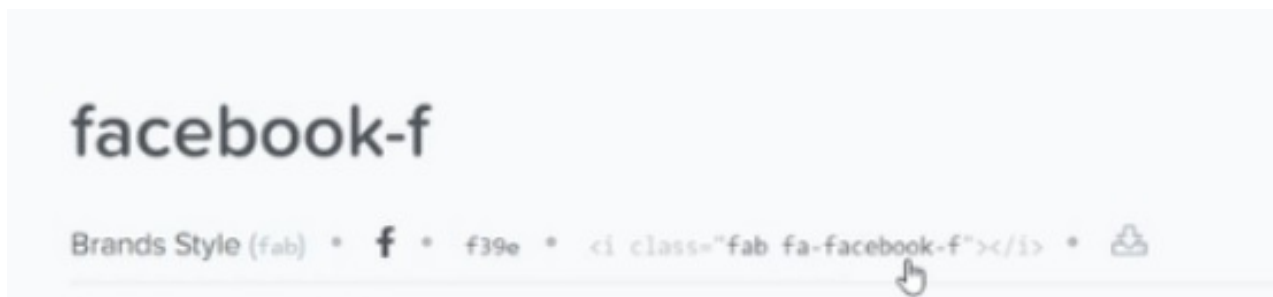 facebook-f
Brands Style (fab) • f • f39e • <i class="fab fa-facebook-f"></i> •